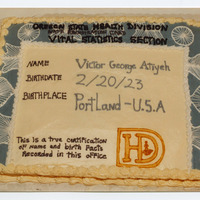 OREGON STATE HEALTH DIVISION
VITAL STATISTICS SECTION
NAME Victor George Atiyeh
BIRTHDATE 2/20/23
BIRTHPLACE Portland-U.S.A
This is a true certification
of name and birth facts
Recorded in this office
HD